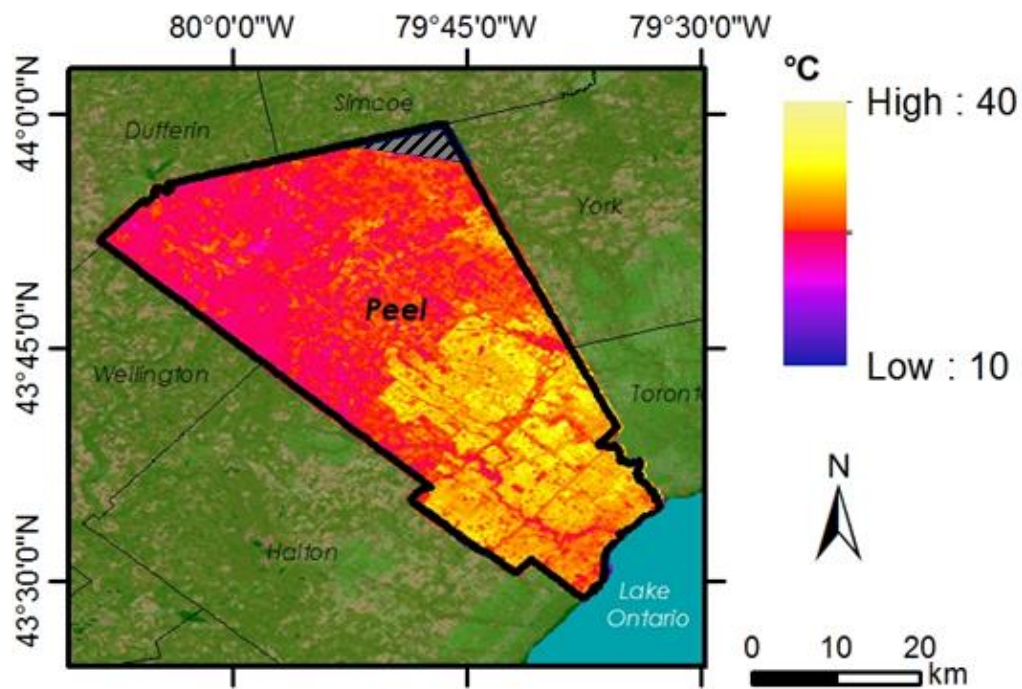 80°0'0"W 79°45'0"W 79°30'0"W
44°0'0"N
43°45'0"N
43°30'0"N
Simcoe
Dufferin
York
Peel
Wellington
Toront
Halton
Lake
Ontario
°C
High : 40
Low : 10
N
0 10 20
km